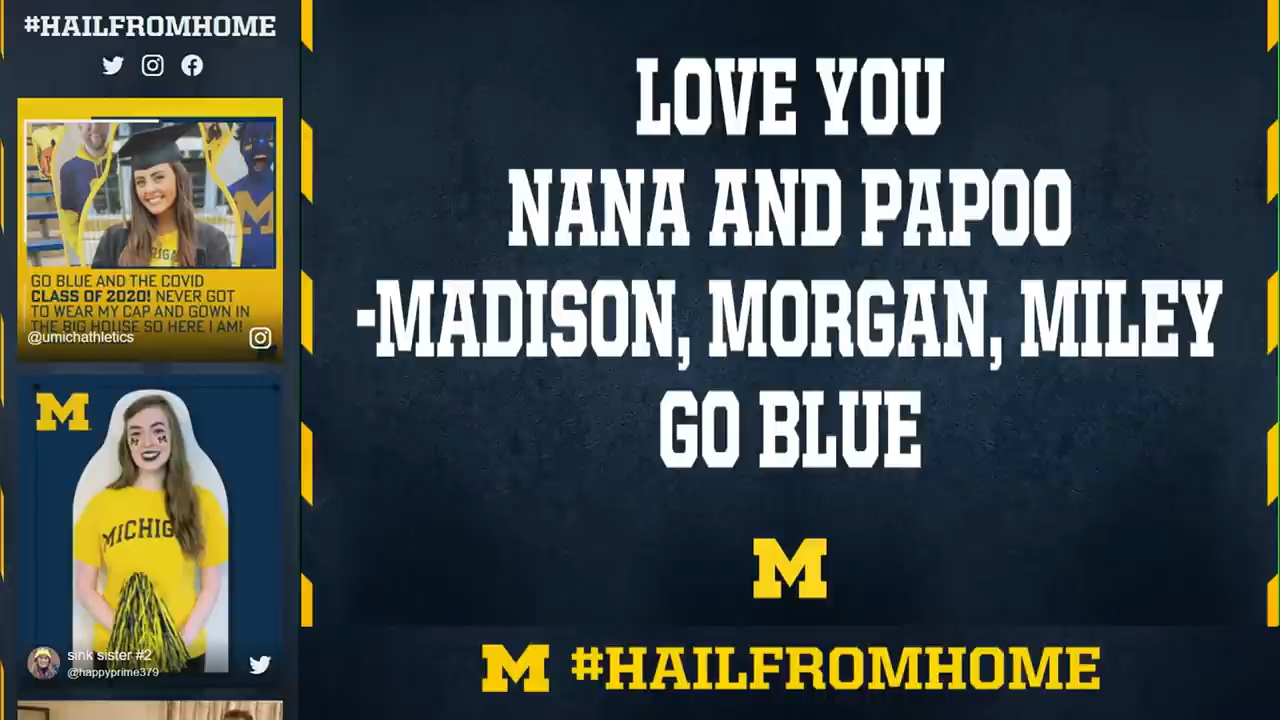 #HAILFROMHOME
GO BLUE AND THE COVID
CLASS OF 2020! NEVER GOT
TO WEAR MY CAP AND GOWN IN
THE BIG HOUSE SO HERE I AM!
@umichathletics
M
MICHIG
sink sister #2
@happyprime379
LOVE YOU
NANA AND PAPOO
-MADISON, MORGAN, MILEY
GO BLUE
M
M #HAILFROMHOME